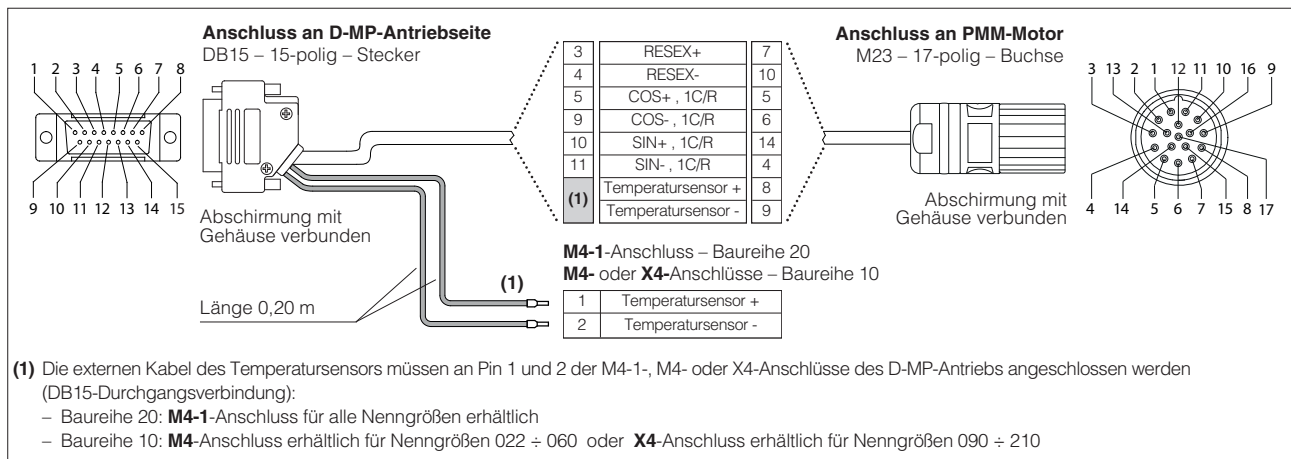 Anschluss an D-MP-Antriebseite
DB15 – 15-polig – Stecker
1 2 3 4 5 6 7 8
9 10 11 12 13 14 15
Abschirmung mit
Gehäuse verbunden
Länge 0,20 m
(1)
3 RESEX+ 7
4 RESEX- 10
5 COS+ , 1C/R 5
9 COS- , 1C/R 6
10 SIN+ , 1C/R 14
11 SIN- , 1C/R 4
(1) Temperatursensor + 8
Temperatursensor - 9
M4-1-Anschluss – Baureihe 20
M4- oder X4-Anschlüsse – Baureihe 10
1 Temperatursensor +
2 Temperatursensor -
Anschluss an PMM-Motor
M23 – 17-polig – Buchse
3 13 2 1 12 11 10 16 9
4 14 5 6 7 15 8 17
Abschirmung mit
Gehäuse verbunden
(1) Die externen Kabel des Temperatursensors müssen an Pin 1 und 2 der M4-1-, M4- oder X4-Anschlüsse des D-MP-Antriebs angeschlossen werden
(DB15-Durchgangsverbindung):
– Baureihe 20: M4-1-Anschluss für alle Nenngrößen erhältlich
– Baureihe 10: M4-Anschluss erhältlich für Nenngrößen 022 ÷ 060 oder X4-Anschluss erhältlich für Nenngrößen 090 ÷ 210